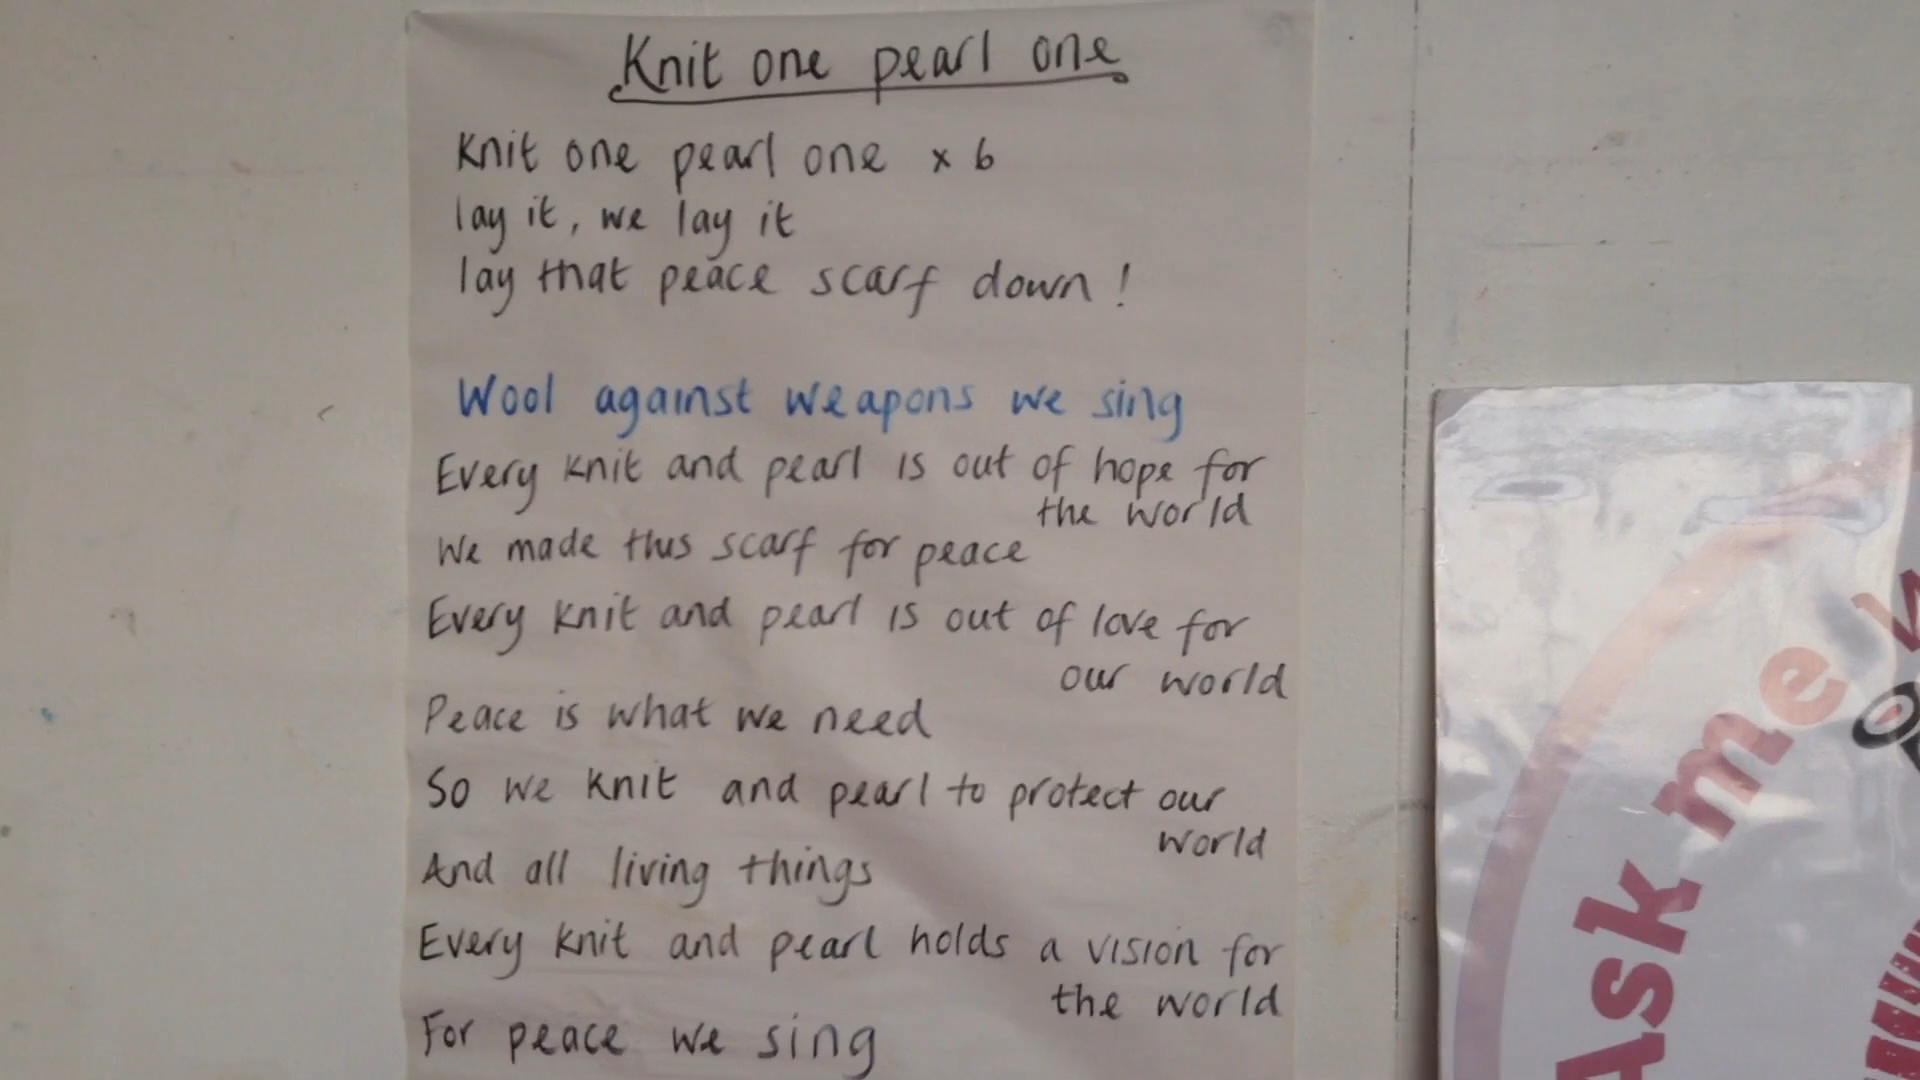 Knit one pearl one
Knit one pearl one x 6
lay it, we lay it
lay that peace scarf down!
Wool against weapons we sing
Every knit and pearl is out of hope for
the world
We made this scarf for peace
Every knit and pearl is out of love for
our world
Peace is what we need
So we knit and pearl to protect our
world
And all living things
Every knit and pearl holds a vision for
the world
For peace we sing
Ask me